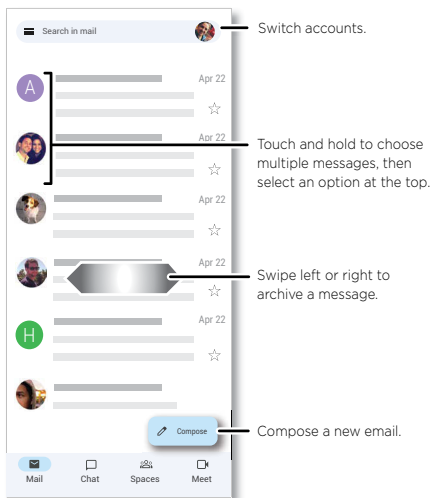 Search in mail
Switch accounts.
A
Apr 22
Apr 22
Touch and hold to choose
multiple messages, then
select an option at the top.
Apr 22
Apr 22
Swipe left or right to
archive a message.
H
Apr 22
Compose
Compose a new email.
Mail
Chat
Spaces
Meet